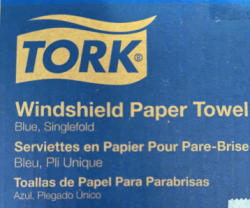 TORK®
Windshield Paper Towel
Blue, Singlefold
Serviettes en Papier Pour Pare-Brise
Bleu, Pli Unique
Toallas de Papel Para Parabrisas
Azul, Plegado Único